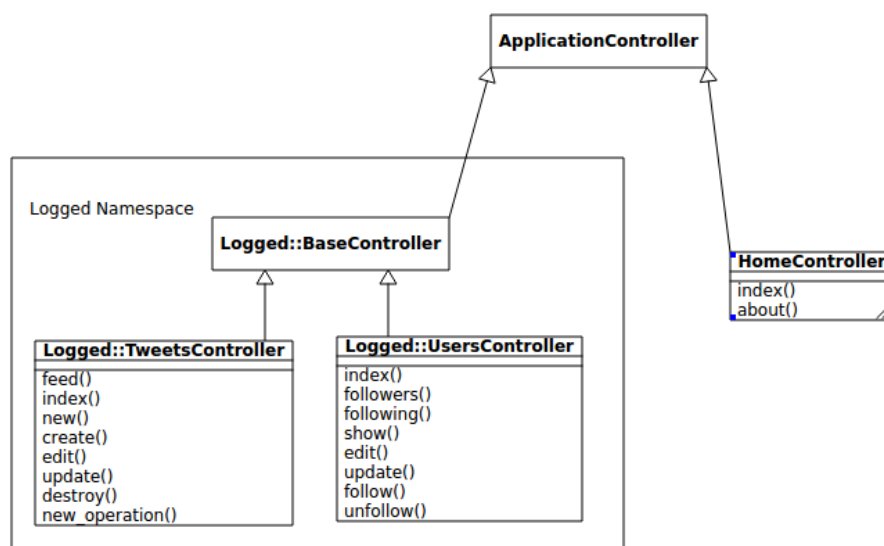 ApplicationController
Logged Namespace
Logged::BaseController
HomeController
index()
about()
Logged::TweetsController
feed()
index()
new()
create()
edit()
update()
destroy()
new_operation()
Logged::UsersController
index()
followers()
following()
show()
edit()
update()
follow()
unfollow()